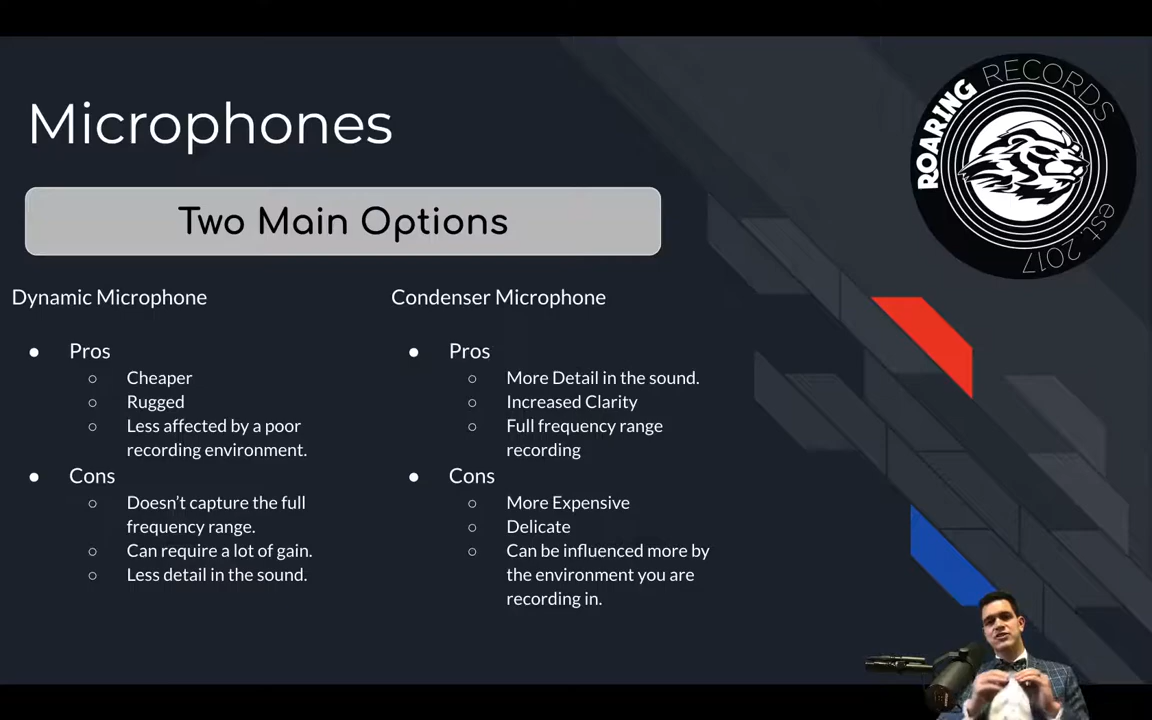 Microphones
ROARING RECORDS
est. 2017
Two Main Options
Dynamic Microphone
● Pros
○ Cheaper
○ Rugged
○ Less affected by a poor
recording environment.
● Cons
○ Doesn't capture the full
frequency range.
○ Can require a lot of gain.
○ Less detail in the sound.
Condenser Microphone
● Pros
○ More Detail in the sound.
○ Increased Clarity
○ Full frequency range
recording
● Cons
○ More Expensive
○ Delicate
○ Can be influenced more by
the environment you are
recording in.